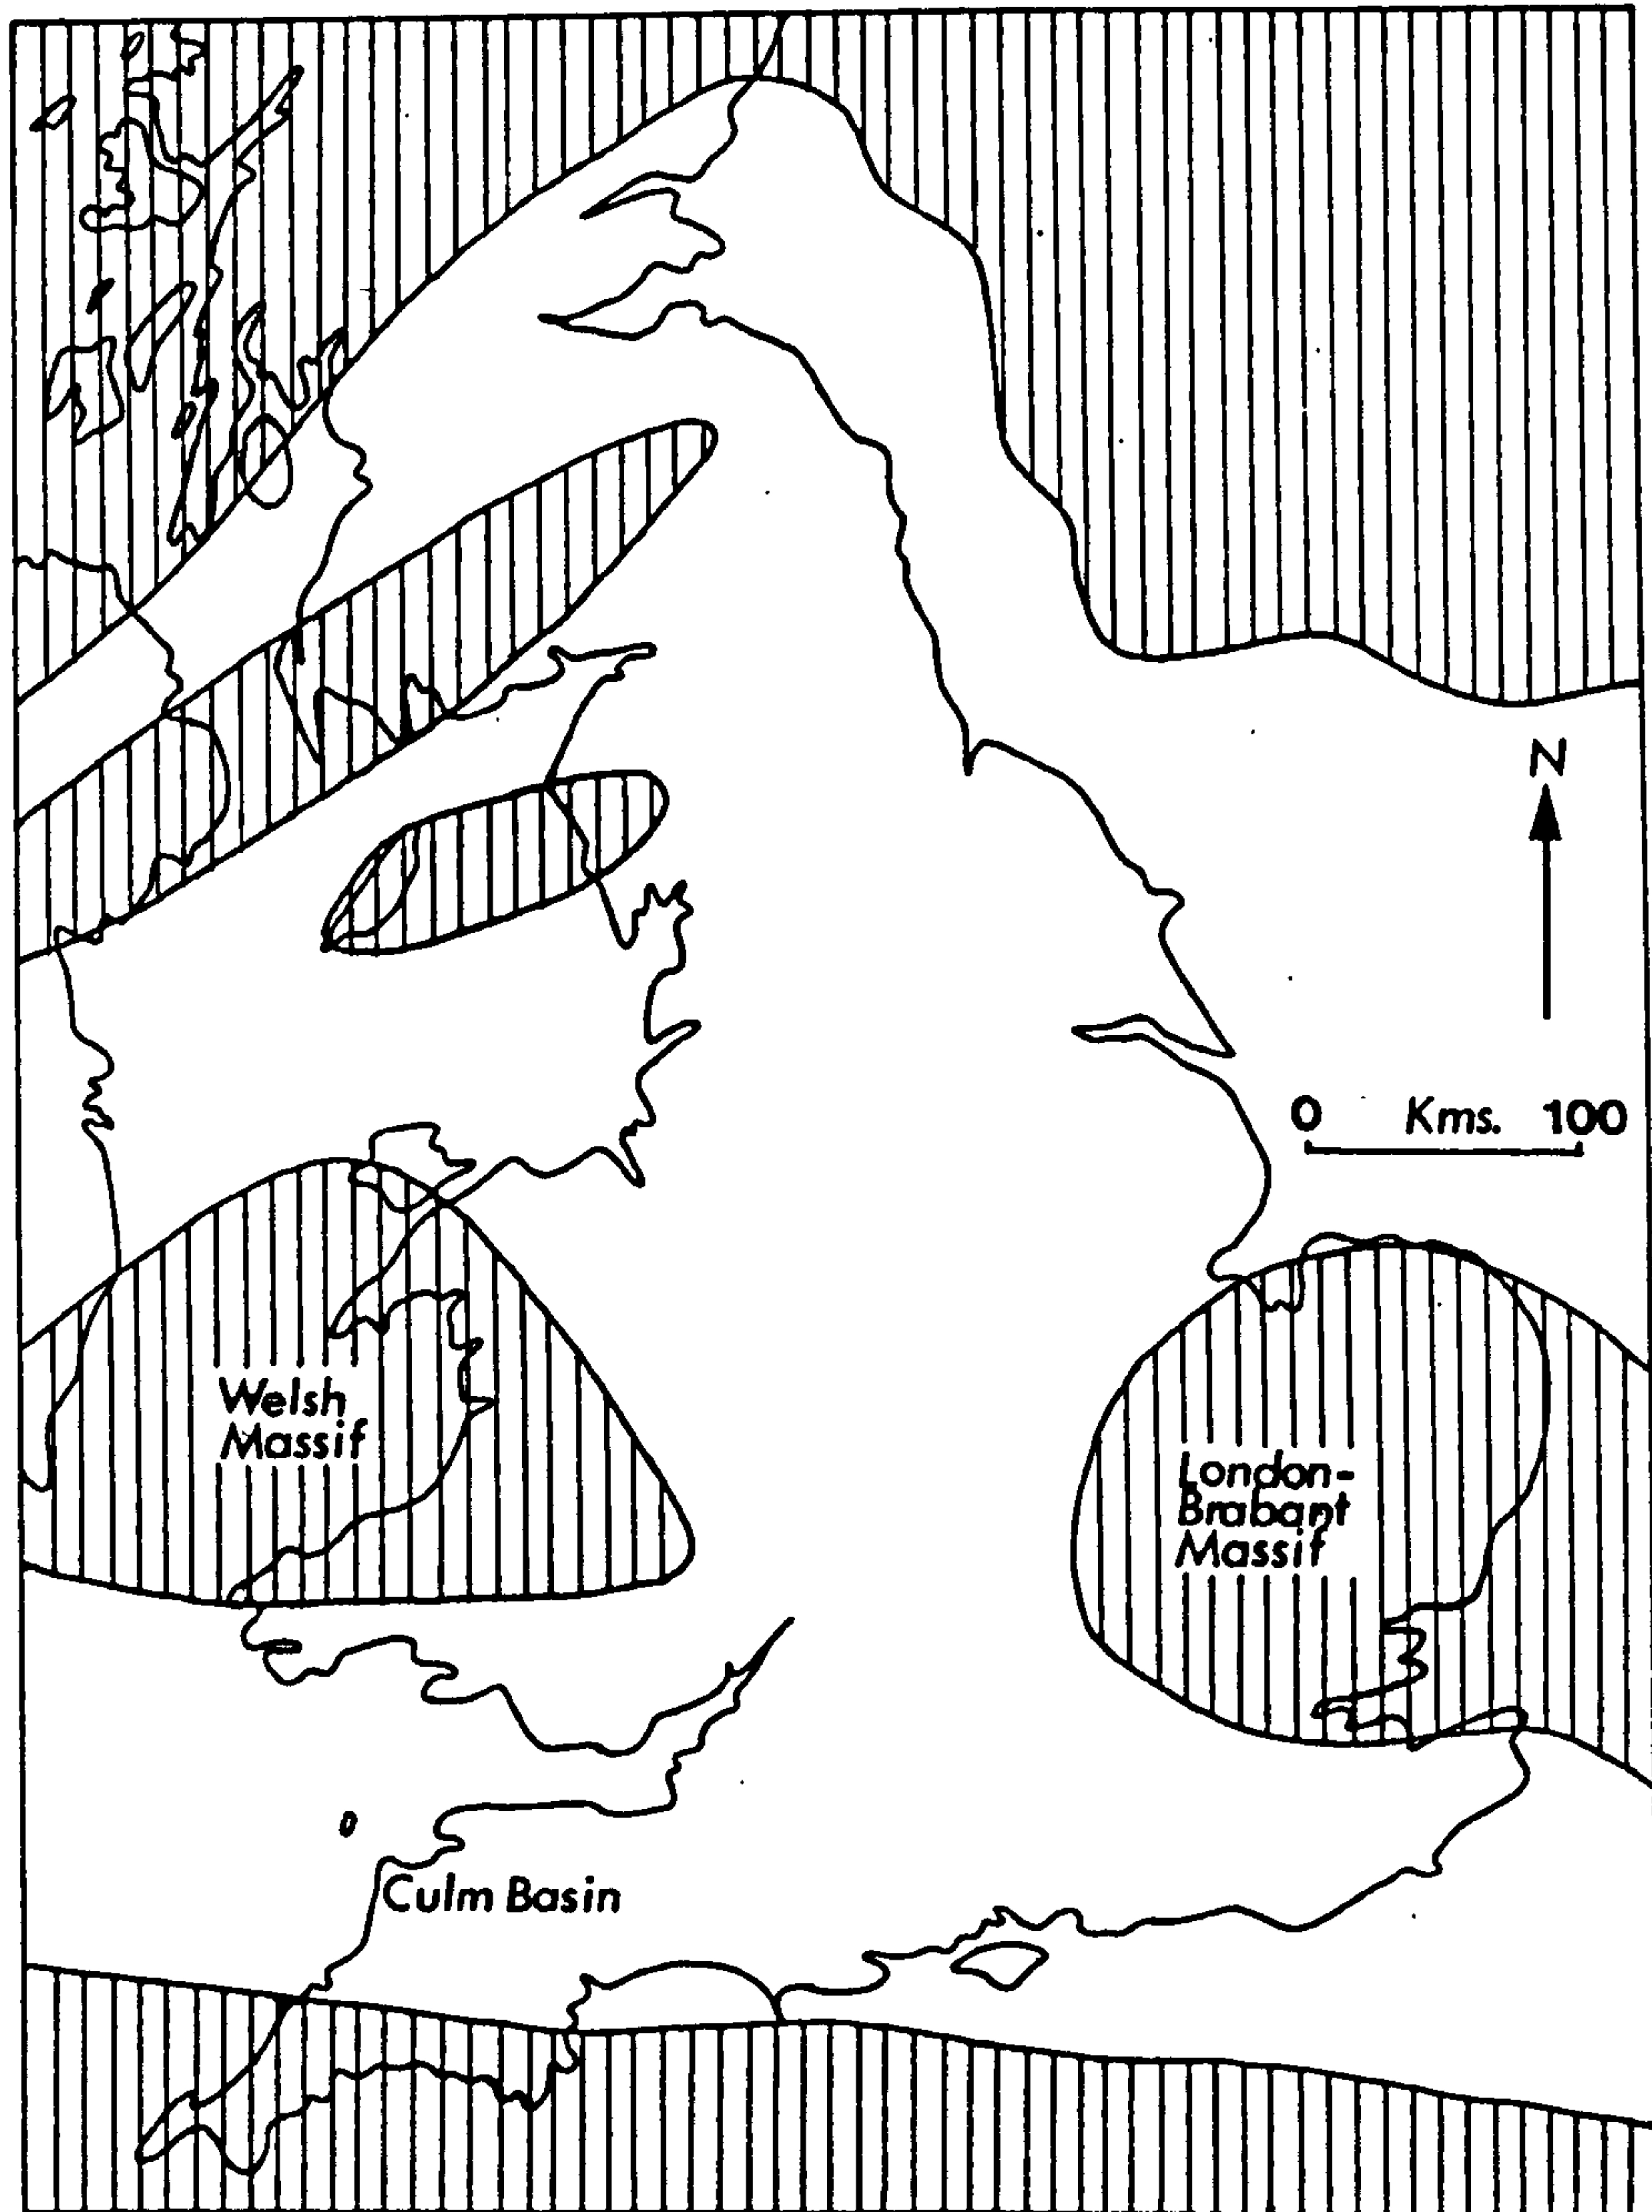 N
0 Kms. 100
Welsh
Massif
London-
Brabant
Massif
Culm Basin